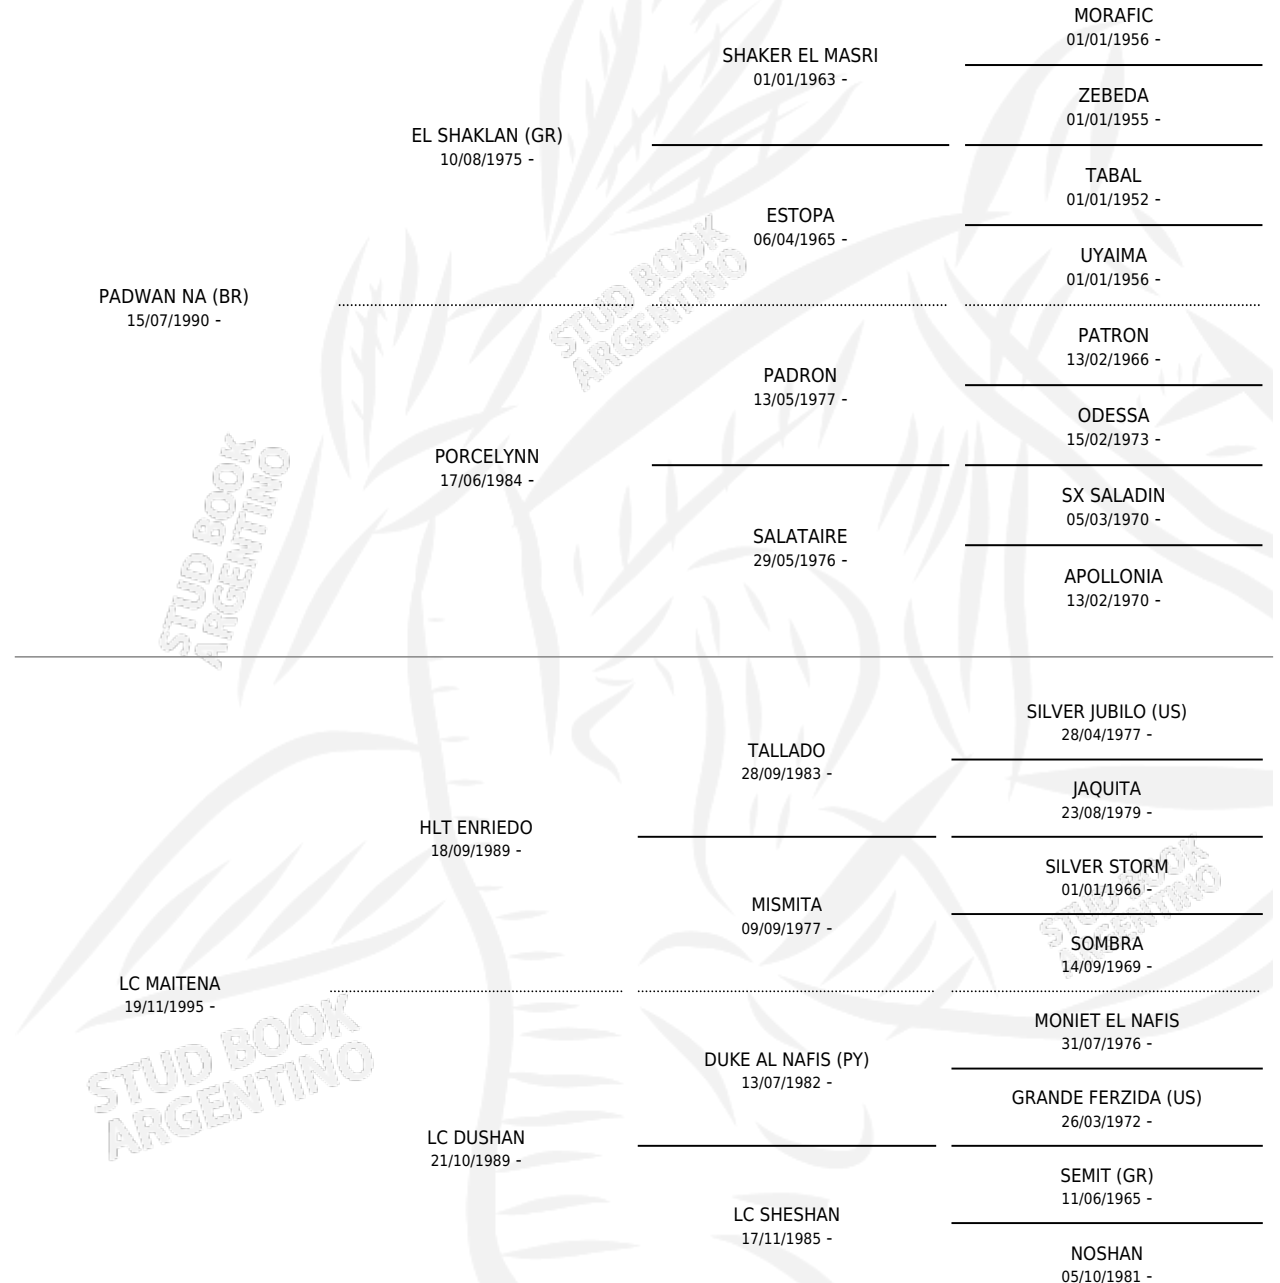 MORAFIC
01/01/1956 -
SHAKER EL MASRI
01/01/1963 -
ZEBEDA
01/01/1955 -
EL SHAKLAN (GR)
10/08/1975 -
TABAL
01/01/1952 -
ESTOPA
06/04/1965 -
UYAIMA
01/01/1956 -
PADWAN NA (BR)
15/07/1990 -
PATRON
13/02/1966 -
PADRON
13/05/1977 -
ODESSA
15/02/1973 -
PORCELYNN
17/06/1984 -
SX SALADIN
05/03/1970 -
SALATAIRE
29/05/1976 -
APOLLONIA
13/02/1970 -
SILVER JUBILO (US)
28/04/1977 -
TALLADO
28/09/1983 -
JAQUITA
23/08/1979 -
HLT ENRIEDO
18/09/1989 -
SILVER STORM
01/01/1966 -
MISMITA
09/09/1977 -
SOMBRA
14/09/1969 -
LC MAITENA
19/11/1995 -
MONIET EL NAFIS
31/07/1976 -
DUKE AL NAFIS (PY)
13/07/1982 -
GRANDE FERZIDA (US)
26/03/1972 -
LC DUSHAN
21/10/1989 -
SEMIT (GR)
11/06/1965 -
LC SHESHAN
17/11/1985 -
NOSHAN
05/10/1981 -
STUD BOOK
ARGENTINO
STUD BOOK
ARGENTINO
STUD BOOK
ARGENTINO
STUD BOOK
ARGENTINO